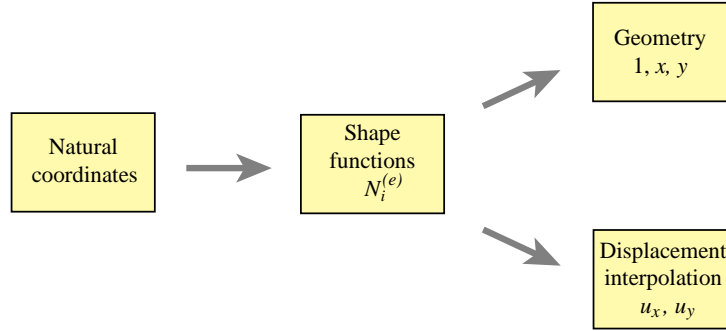 Geometry
1, x, y
Natural
coordinates
Shape
functions
N_i^(e)
Displacement
interpolation
u_x, u_y